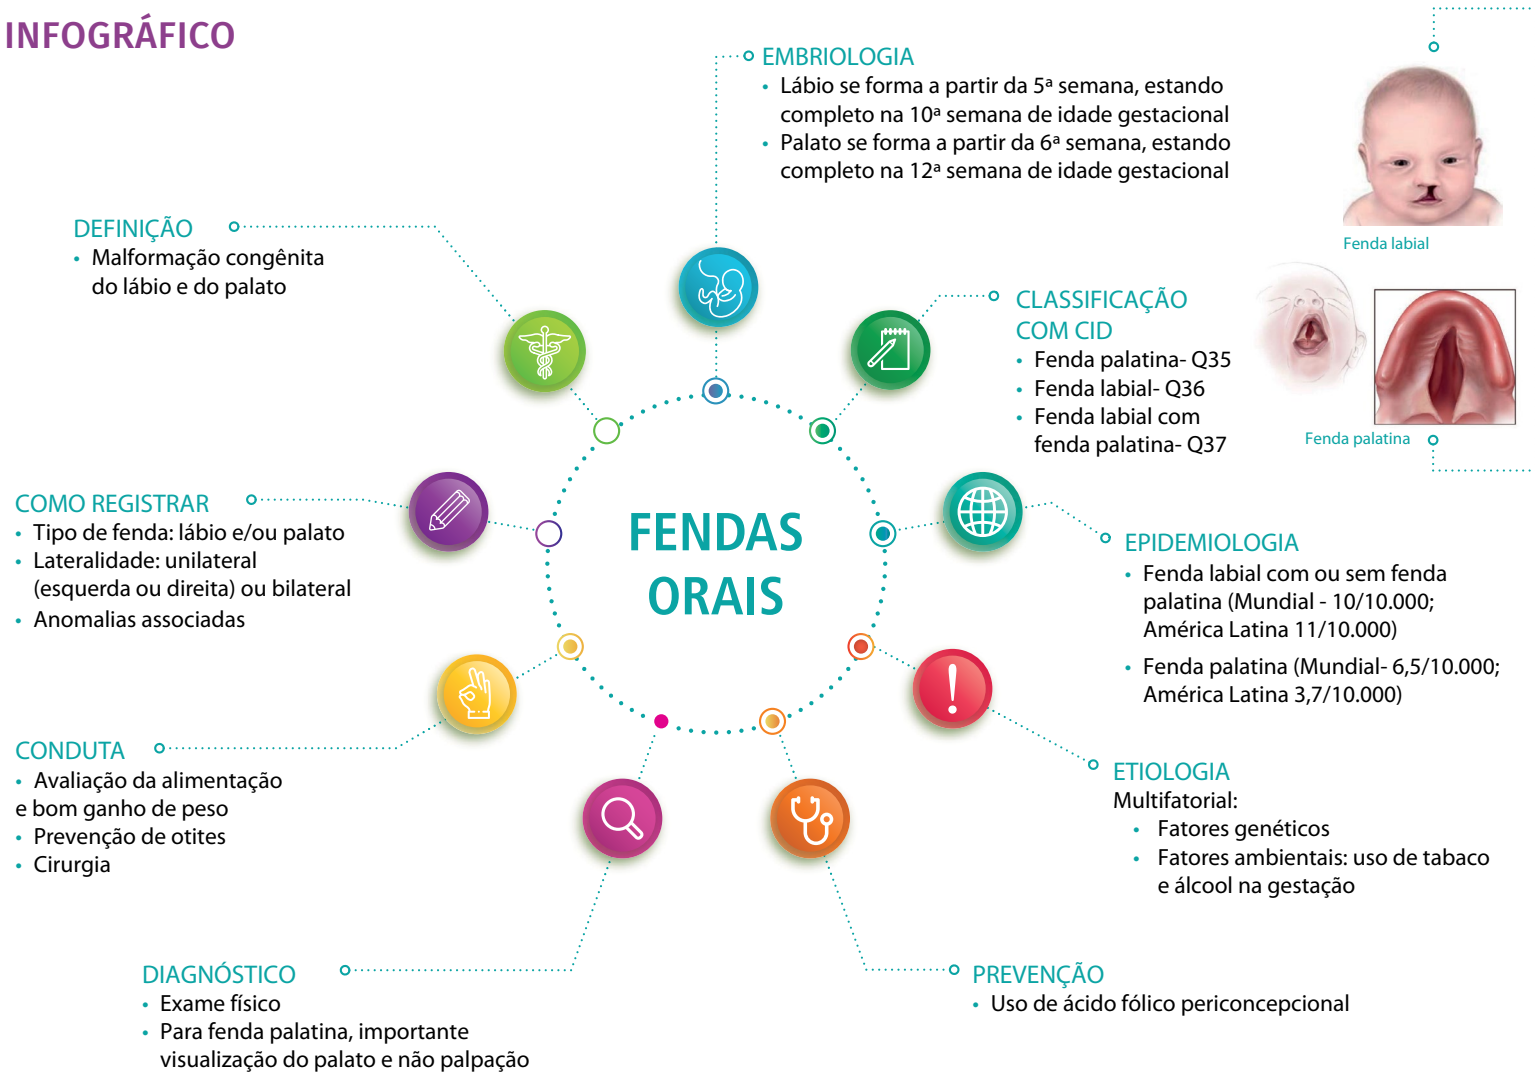 INFOGRÁFICO
EMBRIOLOGIA
• Lábio se forma a partir da 5ª semana, estando
completo na 10ª semana de idade gestacional
• Palato se forma a partir da 6ª semana, estando
completo na 12ª semana de idade gestacional
Fenda labial
DEFINIÇÃO
• Malformação congênita
do lábio e do palato
CLASSIFICAÇÃO
COM CID
• Fenda palatina- Q35
• Fenda labial- Q36
• Fenda labial com
fenda palatina- Q37
Fenda palatina
COMO REGISTRAR
• Tipo de fenda: lábio e/ou palato
• Lateralidade: unilateral
(esquerda ou direita) ou bilateral
• Anomalias associadas
FENDAS
ORAIS
EPIDEMIOLOGIA
• Fenda labial com ou sem fenda
palatina (Mundial - 10/10.000;
América Latina 11/10.000)
• Fenda palatina (Mundial- 6,5/10.000;
América Latina 3,7/10.000)
CONDUTA
• Avaliação da alimentação
e bom ganho de peso
• Prevenção de otites
• Cirurgia
ETIOLOGIA
Multifatorial:
• Fatores genéticos
• Fatores ambientais: uso de tabaco
e álcool na gestação
DIAGNÓSTICO
• Exame físico
• Para fenda palatina, importante
visualização do palato e não palpação
PREVENÇÃO
• Uso de ácido fólico periconcepcional